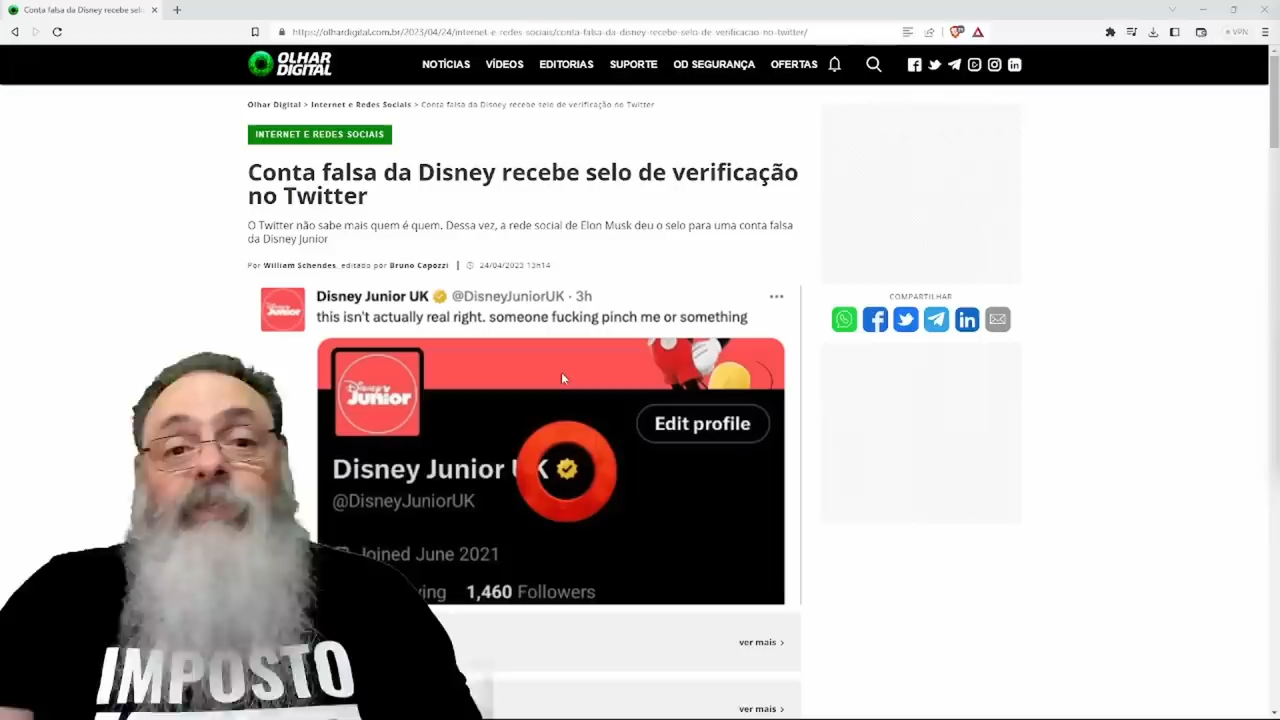 Conta falsa da Disney recebe selo
https://olhardigital.com.br/2023/04/24/internet-e-redes-sociais/conta-falsa-da-disney-recebe-selo-de-verificacao-no-twitter/
VPN
OLHAR
DIGITAL
NOTÍCIAS VÍDEOS EDITORIAS SUPORTE OD SEGURANÇA OFERTAS
Olhar Digital > Internet e Redes Sociais > Conta falsa da Disney recebe selo de verificação no Twitter
INTERNET E REDES SOCIAIS
Conta falsa da Disney recebe selo de verificação
no Twitter
O Twitter não sabe mais quem é quem. Dessa vez, a rede social de Elon Musk deu o selo para uma conta falsa
da Disney Junior
Por William Schendes, editado por Bruno Capozzi | 24/04/2023 13h14
COMPARTILHAR
Disney Junior UK @DisneyJuniorUK · 3h
this isn't actually real right. someone fucking pinch me or something
Disney Junior
Edit profile
Disney Junior UK
@DisneyJuniorUK
Joined June 2021
1,460 Followers
ver mais >
ver mais >
IMPOSTO